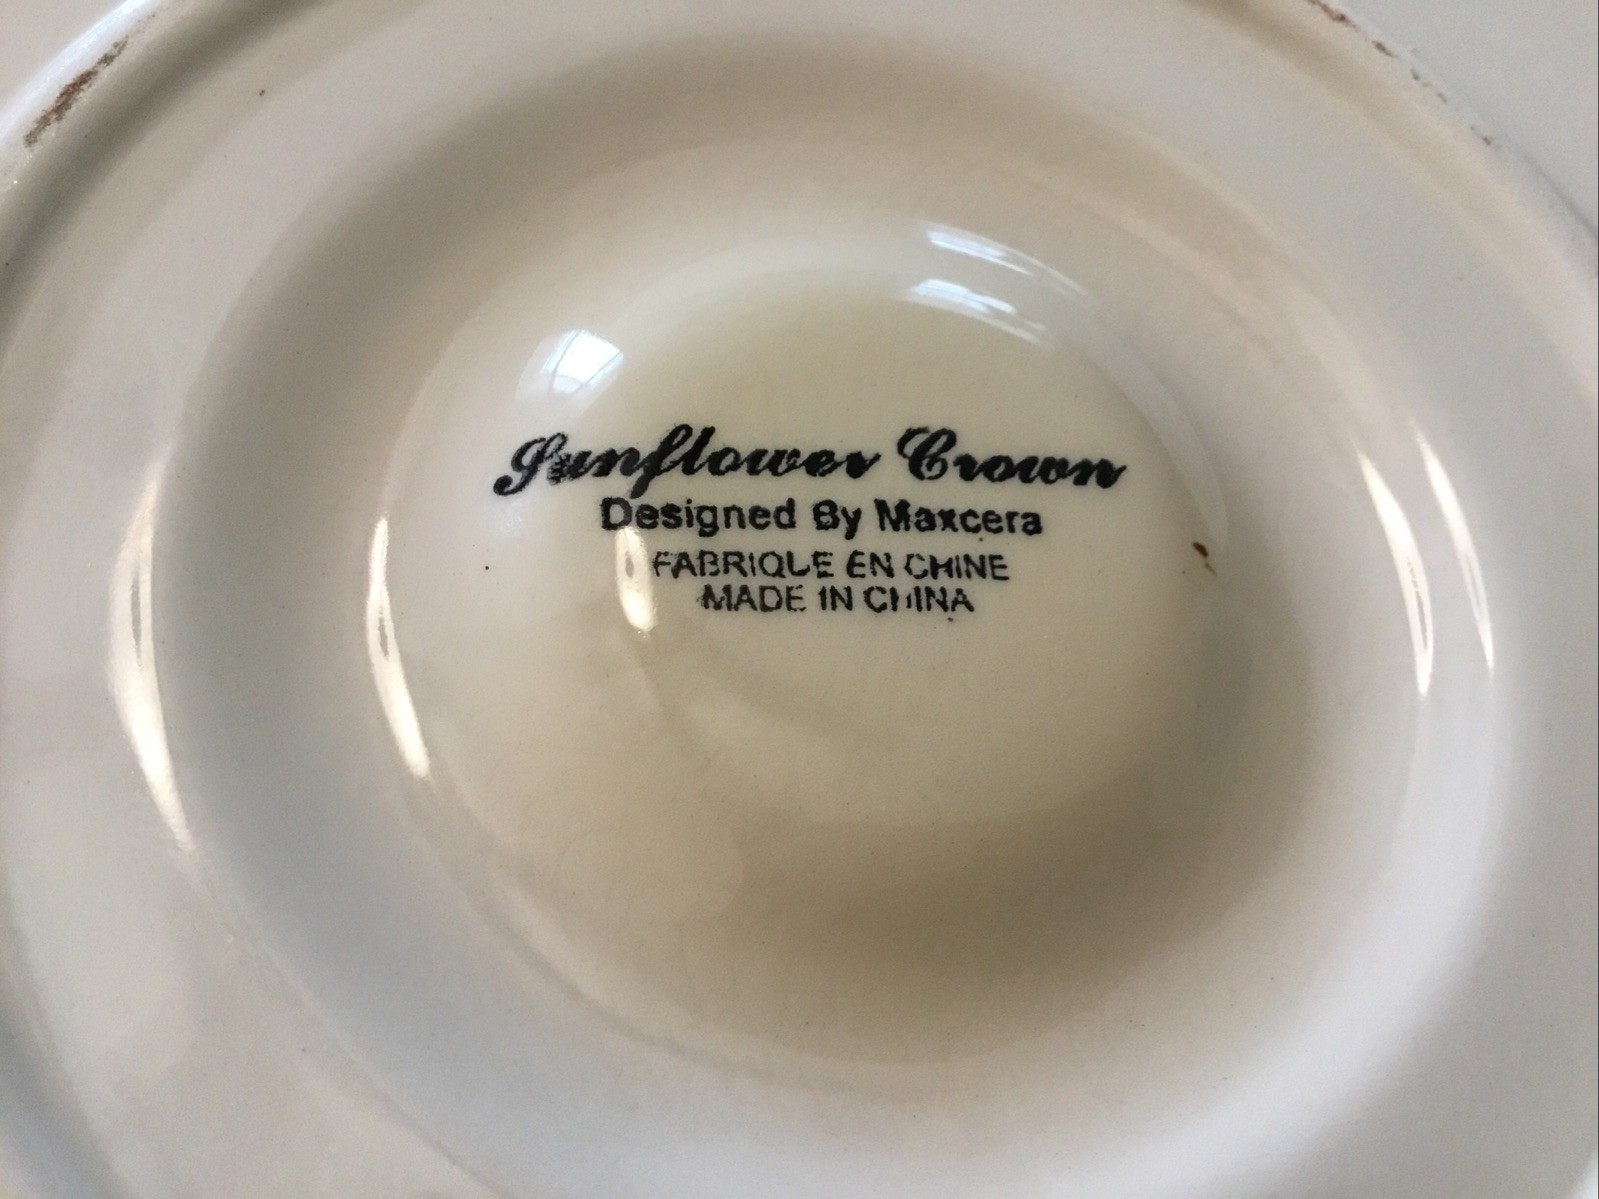 Sunflower Crown
Designed By Maxcera
FABRIQUE EN CHINE
MADE IN CHINA